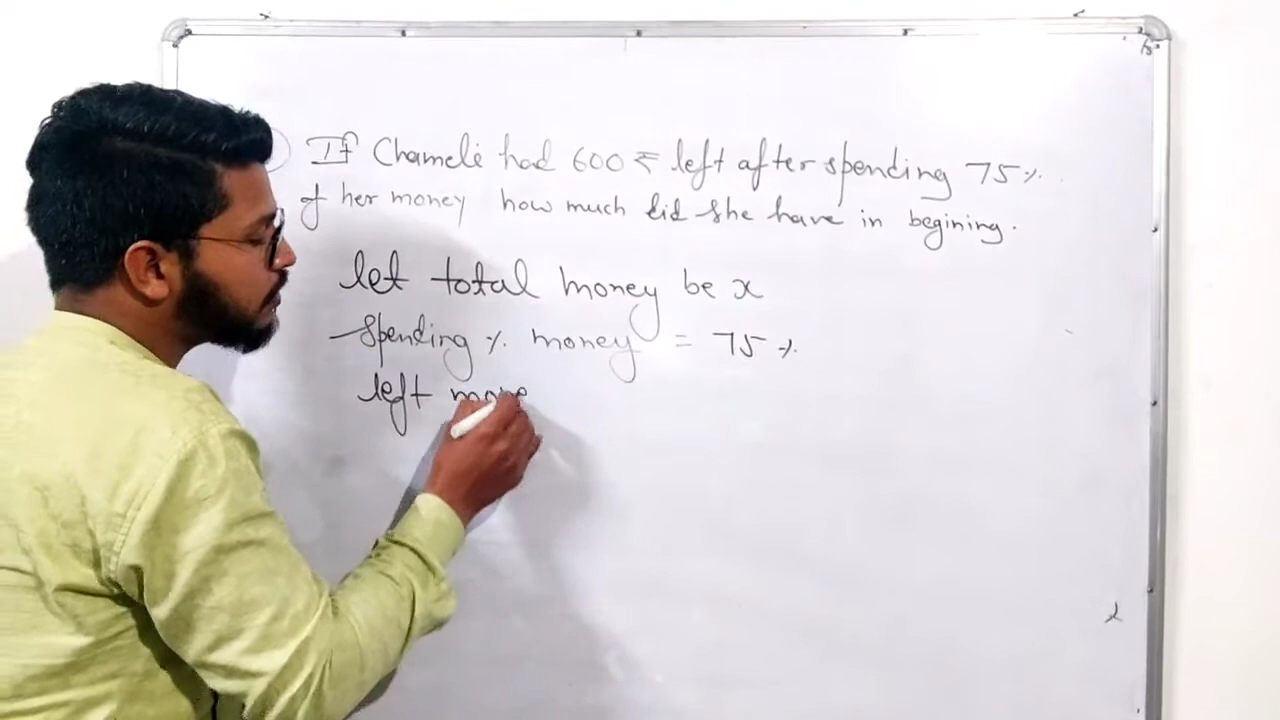 If Chameli had 600 ₹ left after spending 75 %
of her money how much did she have in begining.
let total money be x
Spending % money = 75 %
left mone